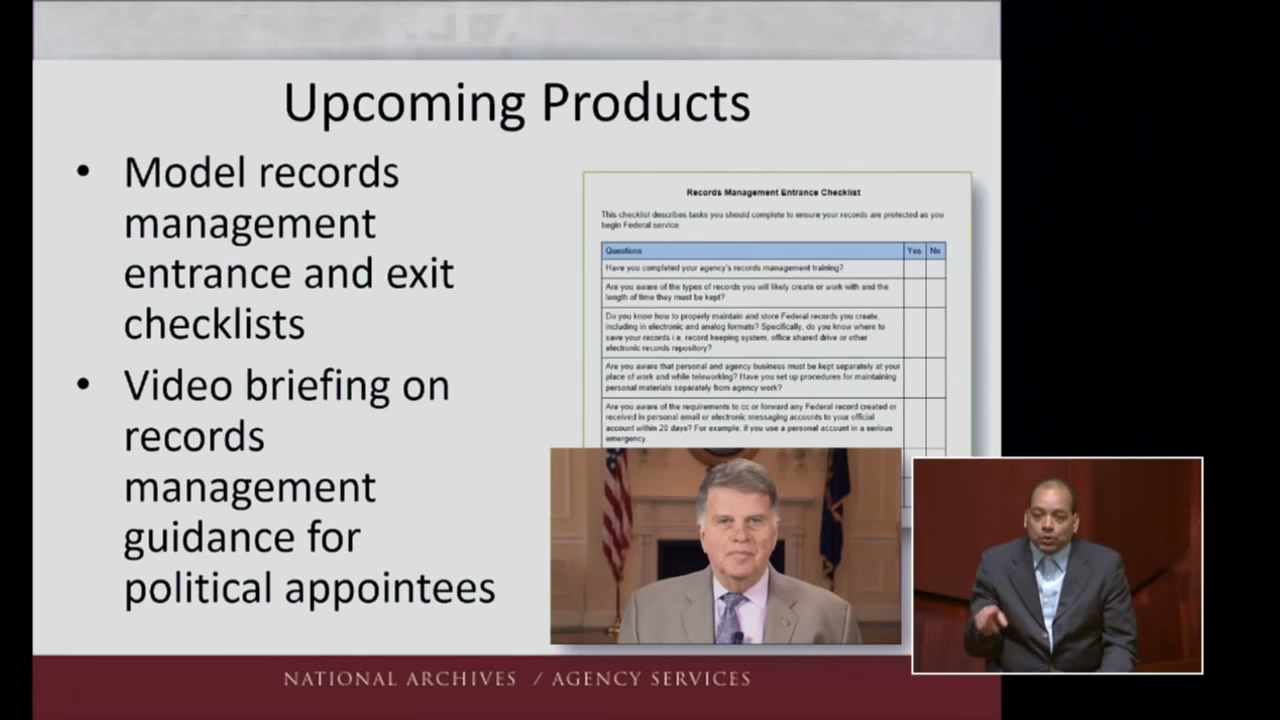 Upcoming Products
• Model records
management
entrance and exit
checklists
• Video briefing on
records
management
guidance for
political appointees
Records Management Entrance Checklist
This checklist describes tasks you should complete to ensure your records are protected as you
begin Federal service.
Questions Yes No
Have you completed your agency's records management training?
Are you aware of the types of records you will likely create or work with and the
length of time they must be kept?
Do you know how to properly maintain and store Federal records you create,
including in electronic and analog formats? Specifically, do you know where to
save your records i.e. record keeping system, office shared drive or other
electronic records repository?
Are you aware that personal and agency business must be kept separately at your
place of work and while teleworking? Have you set up procedures for maintaining
personal materials separately from agency work?
Are you aware of the requirements to cc or forward any Federal record created or
received in personal email or electronic messaging accounts to your official
account within 20 days? For example, if you use a personal account in a serious
emergency.
NATIONAL ARCHIVES / AGENCY SERVICES